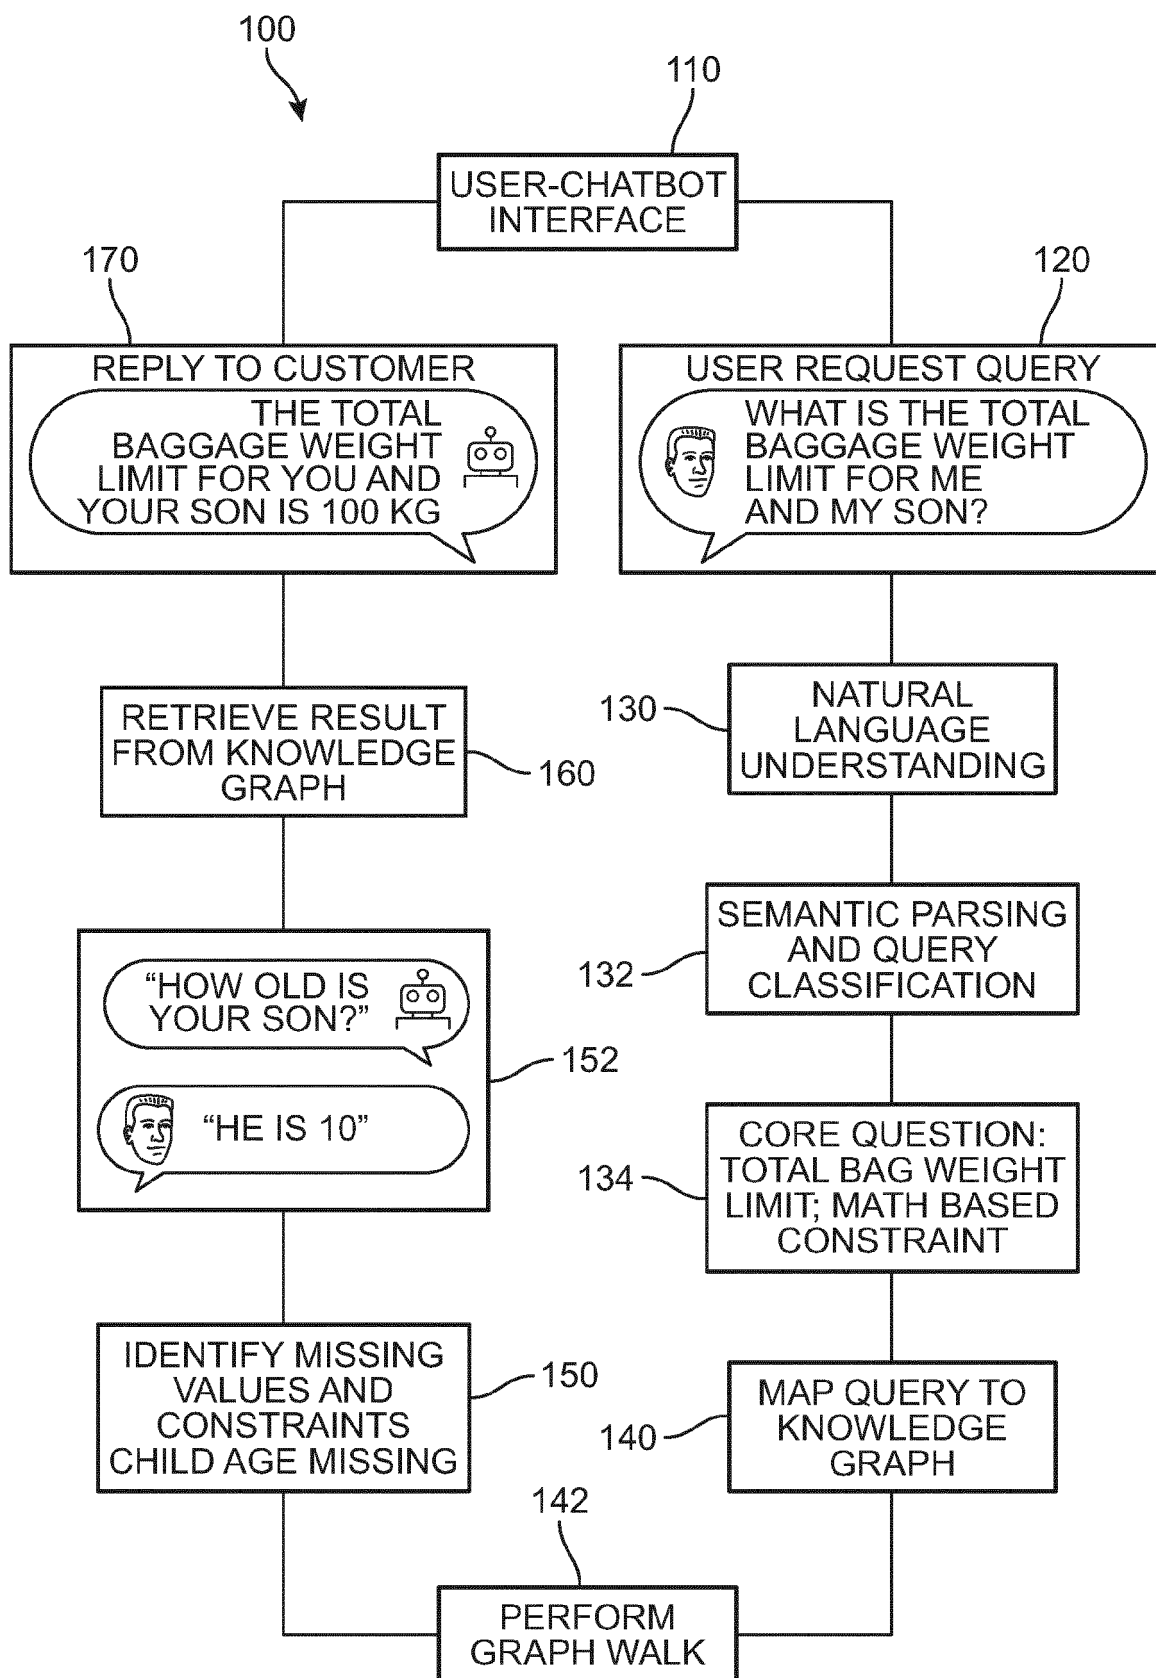 100
110
USER-CHATBOT
INTERFACE
170
REPLY TO CUSTOMER
THE TOTAL
BAGGAGE WEIGHT
LIMIT FOR YOU AND
YOUR SON IS 100 KG
120
USER REQUEST QUERY
WHAT IS THE TOTAL
BAGGAGE WEIGHT
LIMIT FOR ME
AND MY SON?
RETRIEVE RESULT
FROM KNOWLEDGE
GRAPH
160
130
NATURAL
LANGUAGE
UNDERSTANDING
132
SEMANTIC PARSING
AND QUERY
CLASSIFICATION
“HOW OLD IS
YOUR SON?”
“HE IS 10”
152
134
CORE QUESTION:
TOTAL BAG WEIGHT
LIMIT; MATH BASED
CONSTRAINT
IDENTIFY MISSING
VALUES AND
CONSTRAINTS
CHILD AGE MISSING
150
140
MAP QUERY TO
KNOWLEDGE
GRAPH
142
PERFORM
GRAPH WALK